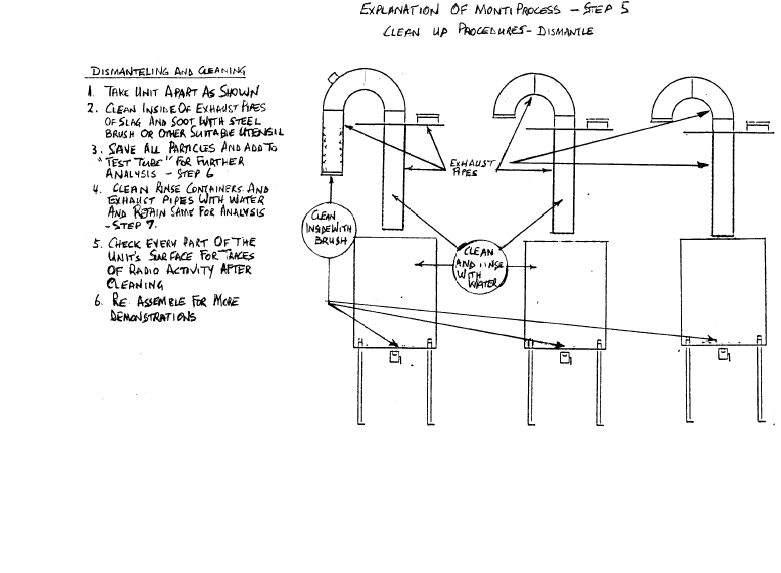 EXPLANATION OF MONTI PROCESS - STEP 5
CLEAN UP PROCEDURES - DISMANTLE
DISMANTELING AND CLEANING
1. TAKE UNIT APART AS SHOWN
2. CLEAN INSIDE OF EXHAUST PIPES
OF SLAG AND SOOT WITH STEEL
BRUSH OR OTHER SUITABLE UTENSIL
3. SAVE ALL PARTICLES AND ADD TO
"TEST TUBE" FOR FURTHER
ANALYSIS - STEP 6
4. CLEAN RINSE CONTAINERS AND
EXHAUST PIPES WITH WATER
AND RETAIN SAME FOR ANALYSIS
- STEP 7.
5. CHECK EVERY PART OF THE
UNIT'S SURFACE FOR TRACES
OF RADIO ACTIVITY AFTER
CLEANING
6. RE ASSEMBLE FOR MORE
DEMONSTRATIONS
EXHAUST
PIPES
CLEAN
INSIDE WITH
BRUSH
CLEAN
AND RINSE
WITH
WATER